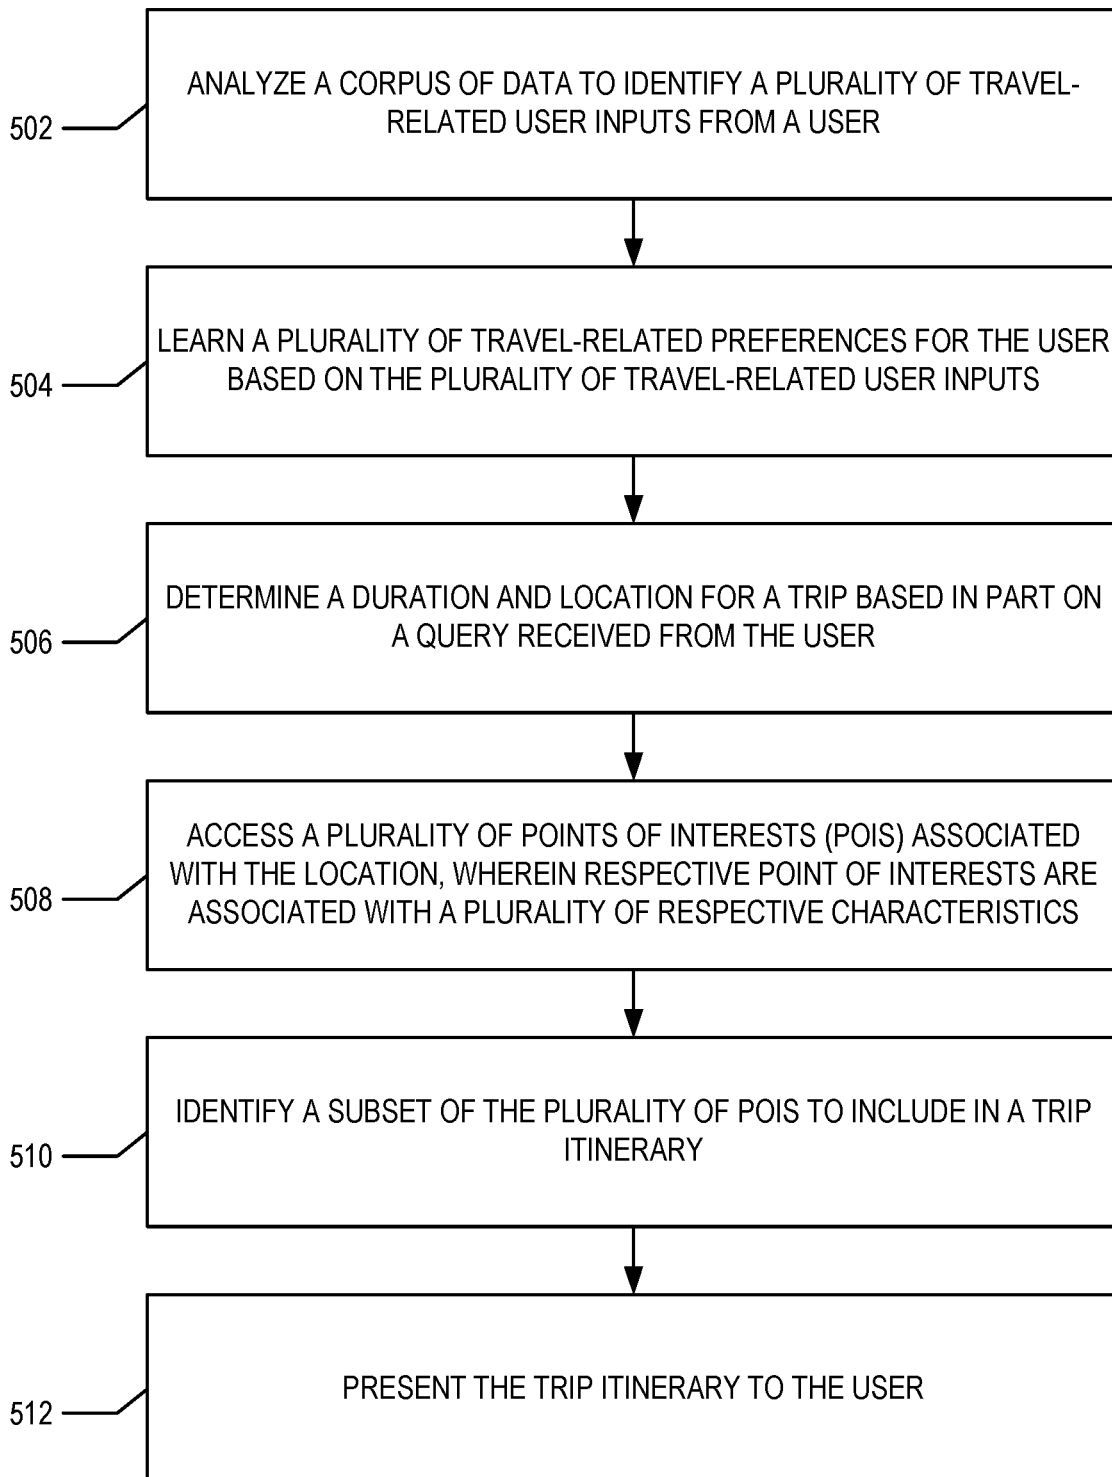 502
ANALYZE A CORPUS OF DATA TO IDENTIFY A PLURALITY OF TRAVEL-
RELATED USER INPUTS FROM A USER
504
LEARN A PLURALITY OF TRAVEL-RELATED PREFERENCES FOR THE USER
BASED ON THE PLURALITY OF TRAVEL-RELATED USER INPUTS
506
DETERMINE A DURATION AND LOCATION FOR A TRIP BASED IN PART ON
A QUERY RECEIVED FROM THE USER
508
ACCESS A PLURALITY OF POINTS OF INTERESTS (POIS) ASSOCIATED
WITH THE LOCATION, WHEREIN RESPECTIVE POINT OF INTERESTS ARE
ASSOCIATED WITH A PLURALITY OF RESPECTIVE CHARACTERISTICS
510
IDENTIFY A SUBSET OF THE PLURALITY OF POIS TO INCLUDE IN A TRIP
ITINERARY
512
PRESENT THE TRIP ITINERARY TO THE USER